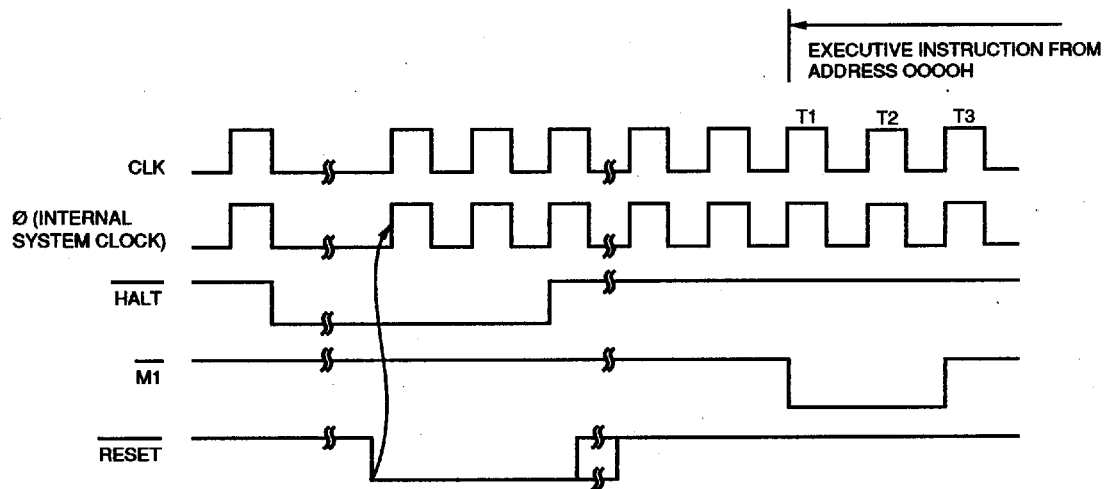 EXECUTIVE INSTRUCTION FROM
ADDRESS OOOOH
T1 T2 T3
CLK
Ø (INTERNAL
SYSTEM CLOCK)
HALT
M1
RESET